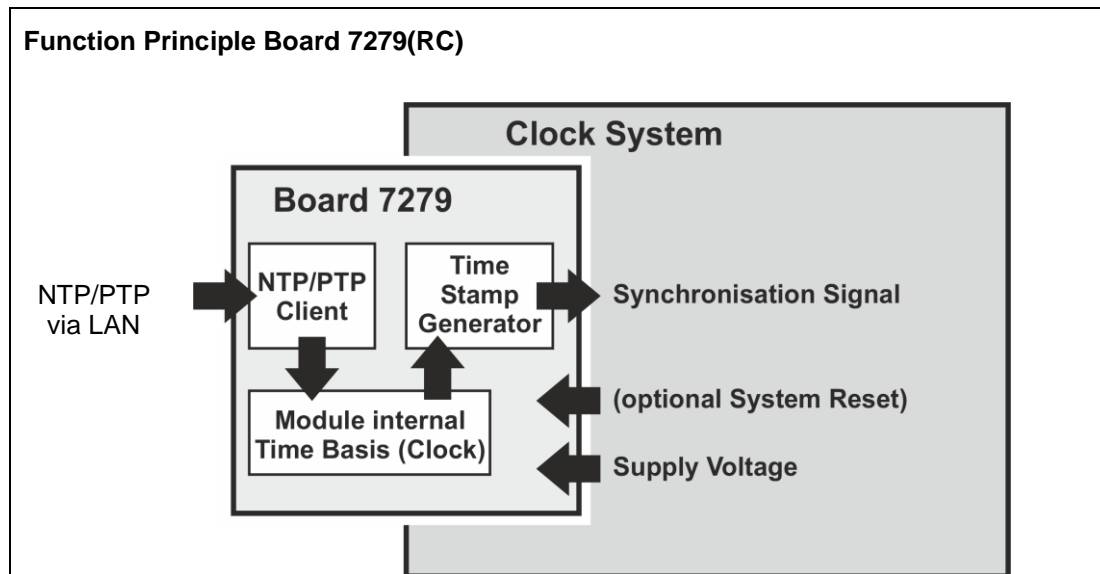 Function Principle Board 7279(RC)
Clock System
Board 7279
NTP/PTP
via LAN
NTP/PTP
Client
Time
Stamp
Generator
Synchronisation Signal
Module internal
Time Basis (Clock)
(optional System Reset)
Supply Voltage